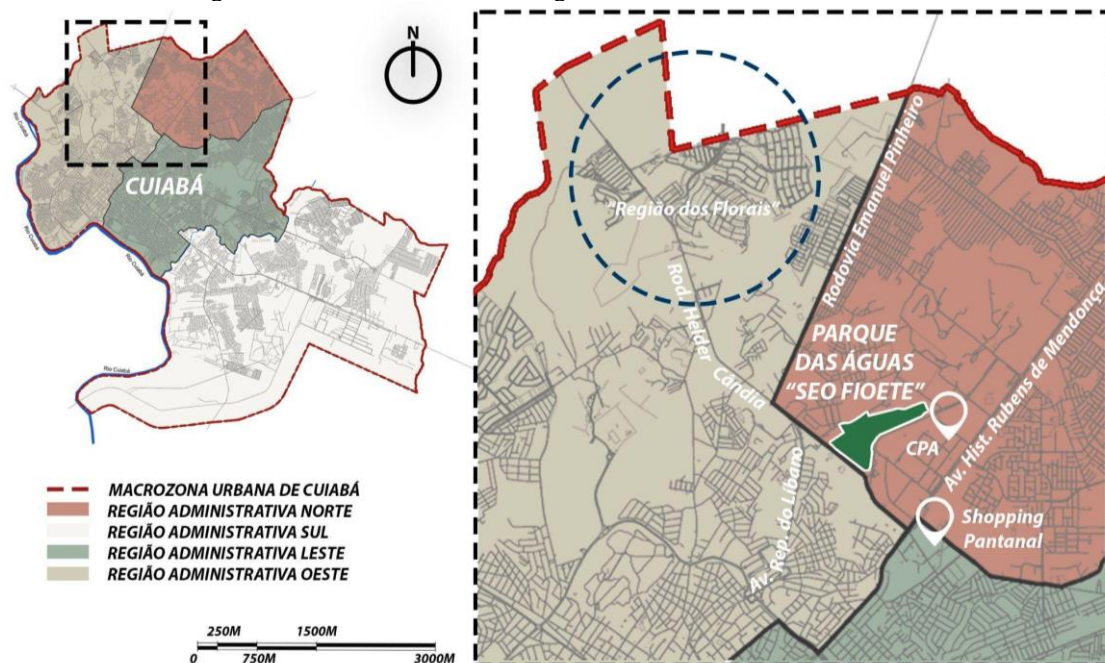 N
Rio Cuiabá
Rio Cuiabá
Rio Cuiabá
Rio Cuiabá
CUIABÁ
MACROZONA URBANA DE CUIABÁ
REGIÃO ADMINISTRATIVA NORTE
REGIÃO ADMINISTRATIVA SUL
REGIÃO ADMINISTRATIVA LESTE
REGIÃO ADMINISTRATIVA OESTE
250M 1500M
0 750M 3000M
"Região dos Florais"
Rodovia Emanuel Pinheiro
Rod. Helder Cândia
PARQUE
DAS ÁGUAS
"SEO FIOETE"
CPA
Av. Hist. Rubens de Mendonça
Av. Rep. do Líbano
Shopping
Pantanal